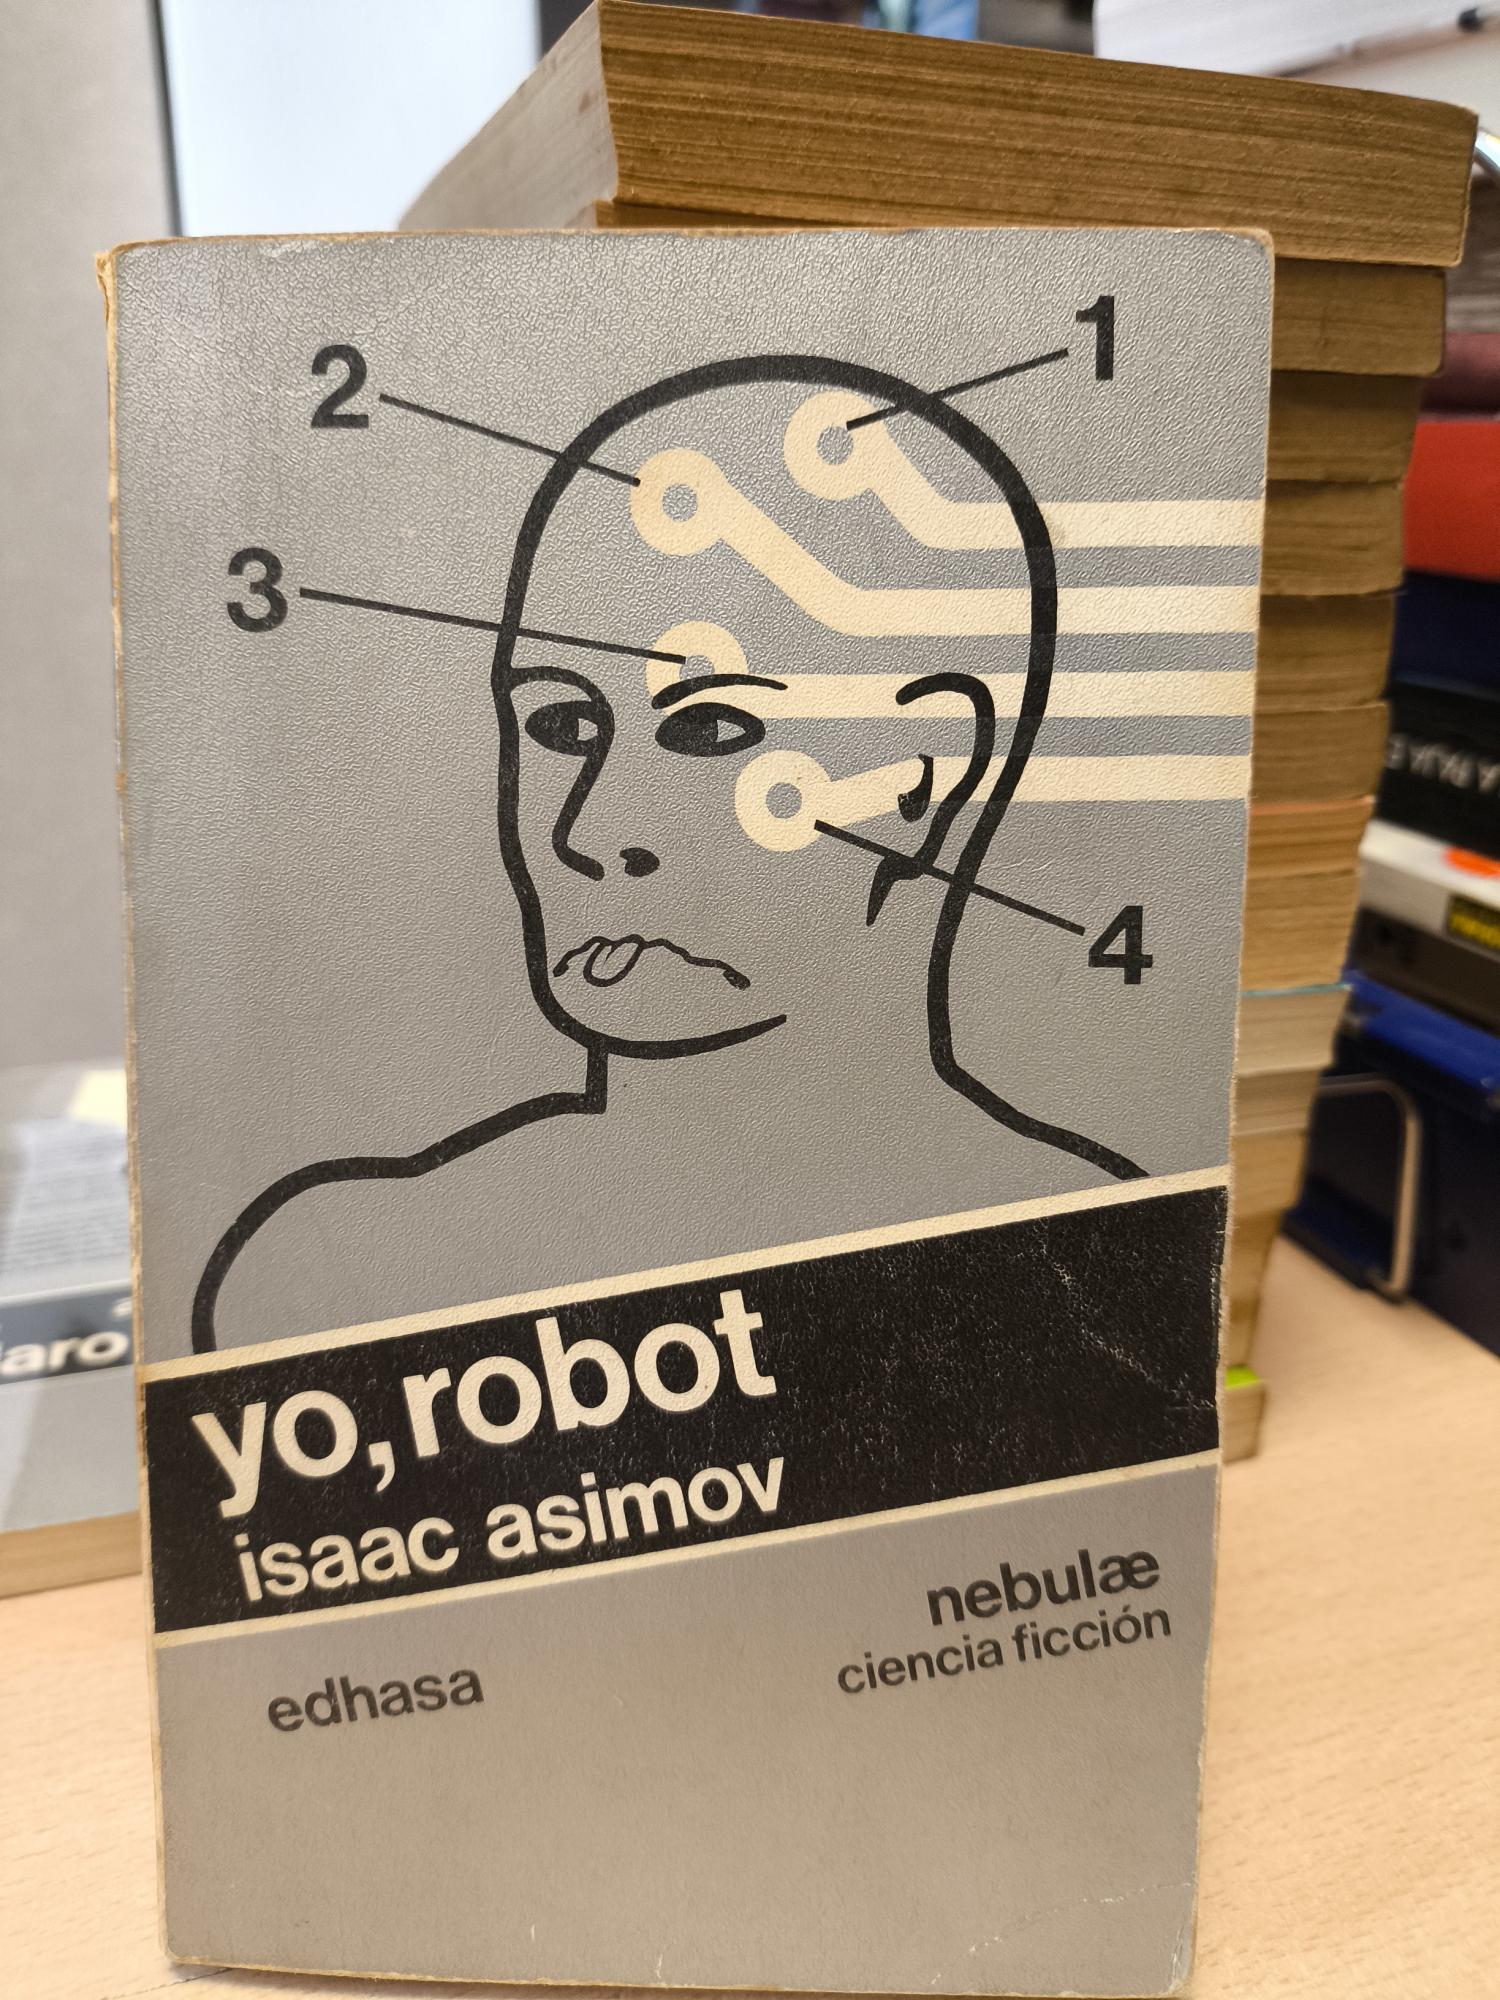 1
2
3
4
yo, robot
isaac asimov
nebulæ
ciencia ficción
edhasa